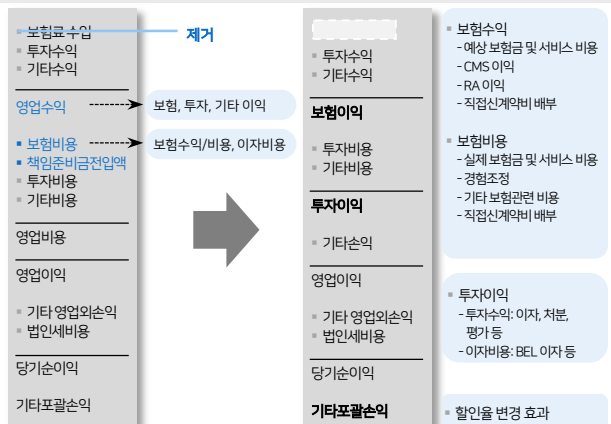 보험료 수입
제거
투자수익
기타수익
영업수익
보험, 투자, 기타 이익
보험비용
보험수익/비용, 이자비용
책임준비금전입액
투자비용
기타비용
영업비용
영업이익
기타 영업외손익
법인세비용
당기순이익
기타포괄손익
투자수익
기타수익
보험이익
투자비용
기타비용
투자이익
기타손익
영업이익
기타 영업외손익
법인세비용
당기순이익
기타포괄손익
보험수익
- 예상 보험금 및 서비스 비용
- CMS 이익
- RA 이익
- 직접신계약비 배부
보험비용
- 실제 보험금 및 서비스 비용
- 경험조정
- 기타 보험관련 비용
- 직접신계약비 배부
투자이익
- 투자수익: 이자, 처분,
평가 등
- 이자비용: BEL 이자 등
할인율 변경 효과